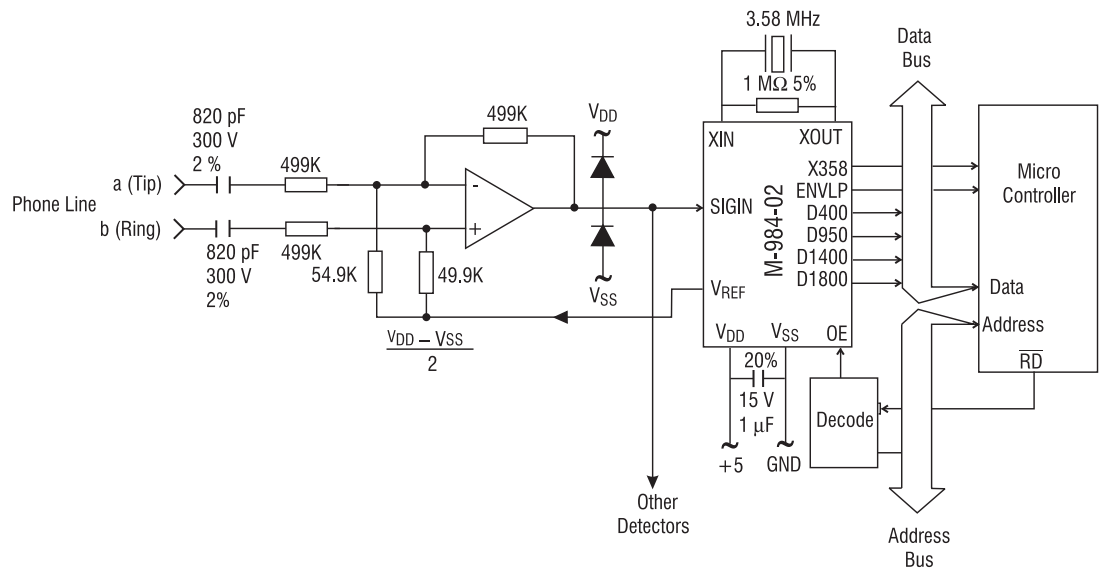 3.58 MHz
1 MΩ 5%
Data
Bus
820 pF
300 V
2 %
499K
499K
VDD
XIN
XOUT
X358
ENVLP
D400
D950
D1400
D1800
SIGIN
M-984-02
Micro
Controller
a (Tip)
Phone Line
b (Ring)
-
+
820 pF
300 V
2%
499K
54.9K
49.9K
VSS
VREF
VDD – VSS
2
VDD
VSS
OE
Data
Address
RD
20%
15 V
1 µF
+5
GND
Decode
Other
Detectors
Address
Bus